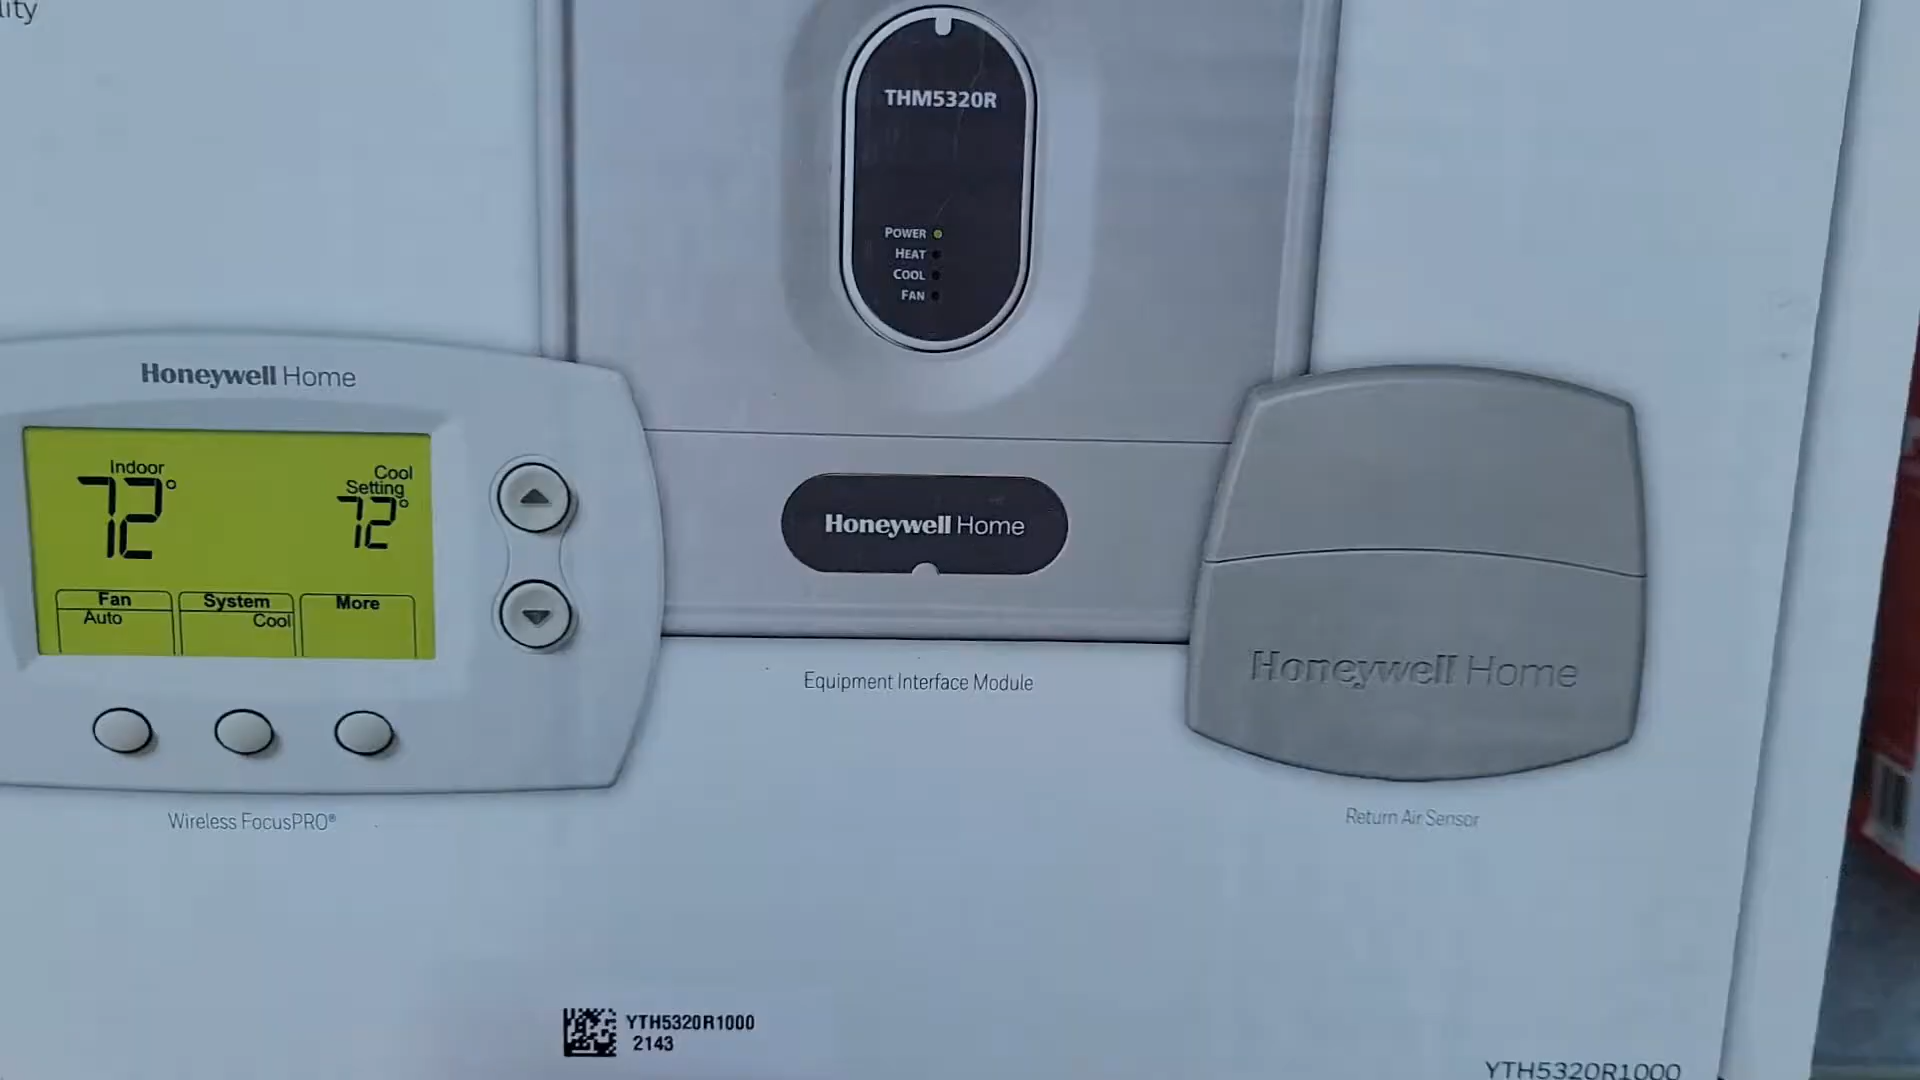 THM5320R
POWER
HEAT
COOL
FAN
Honeywell Home
Indoor
72°
Cool
Setting
72°
Fan
Auto
System
Cool
More
Wireless FocusPRO®
Honeywell Home
Equipment Interface Module
Honeywell Home
Return Air Sensor
YTH5320R1000
2143
YTH5320R1000